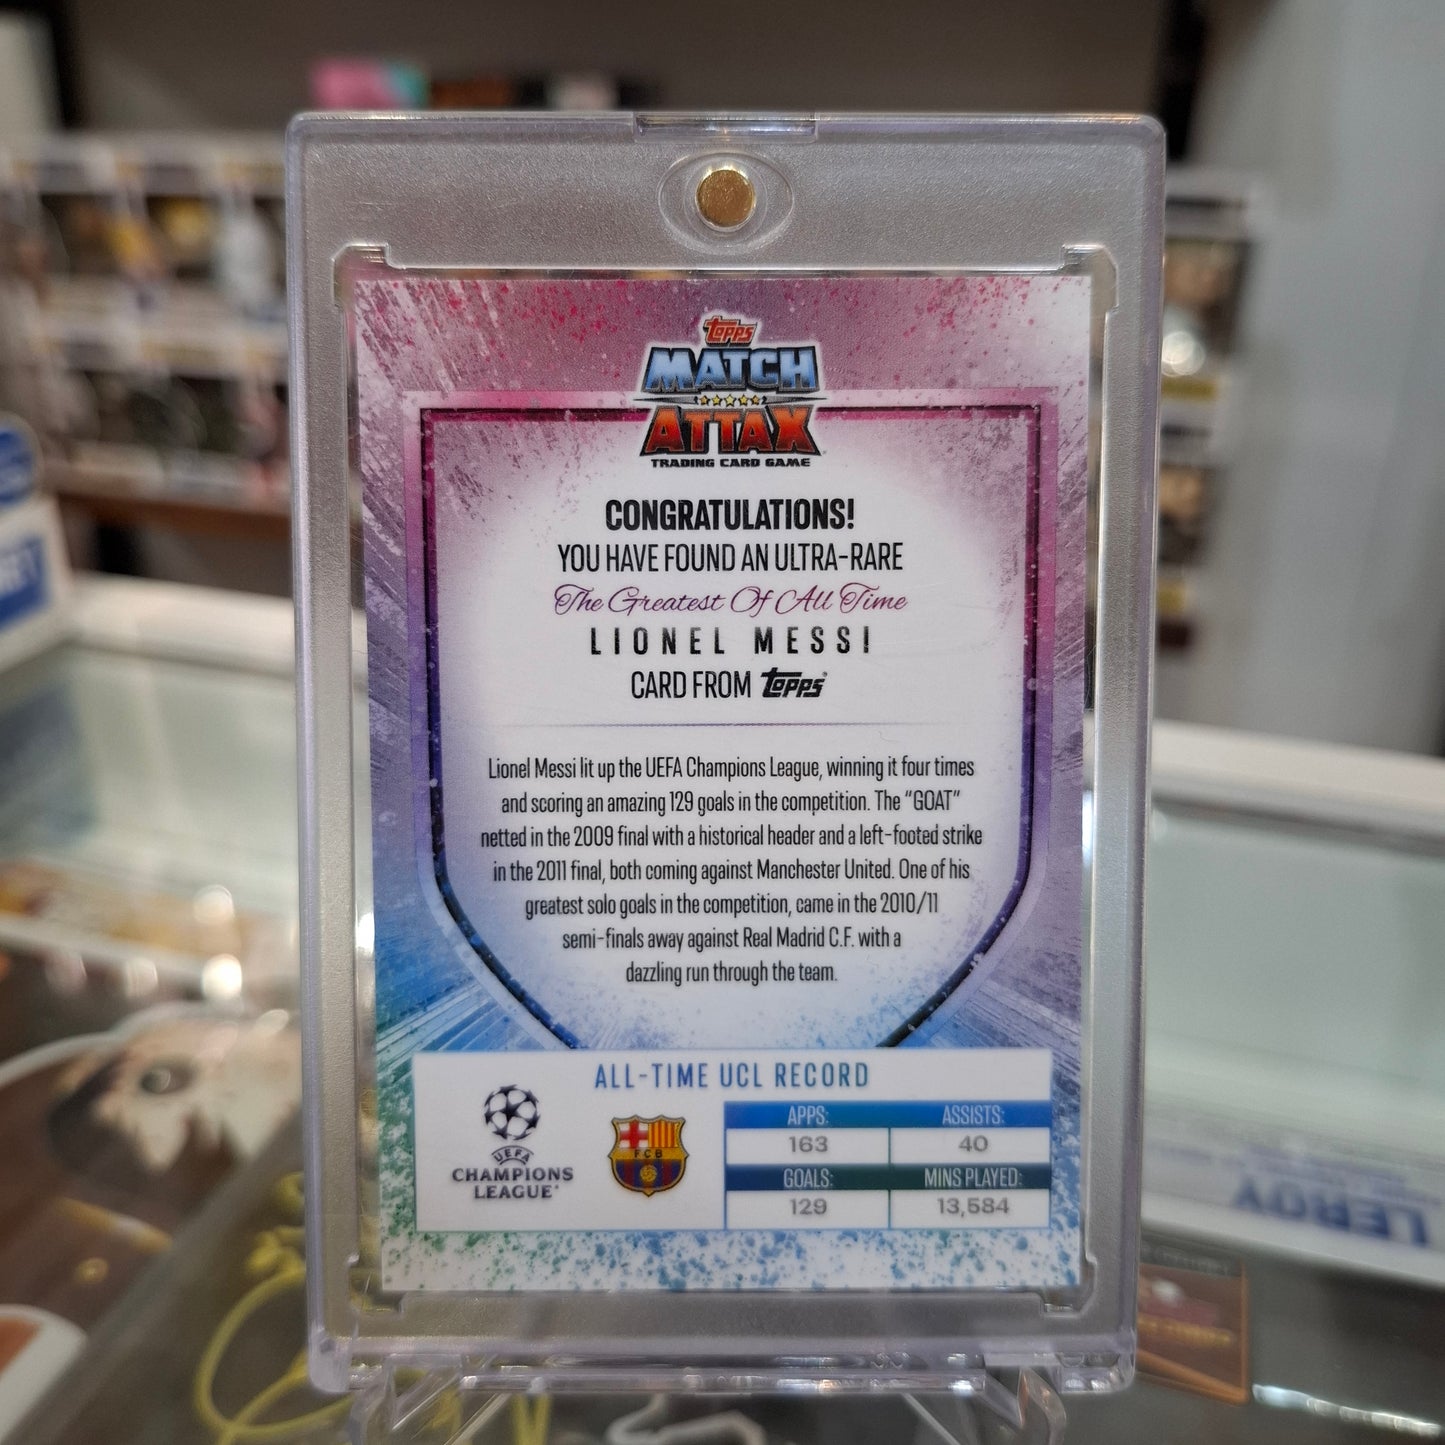 Topps
MATCH
ATTAX
TRADING CARD GAME
CONGRATULATIONS!
YOU HAVE FOUND AN ULTRA-RARE
The Greatest Of All Time
LIONEL MESSI
CARD FROM Topps
Lionel Messi lit up the UEFA Champions League, winning it four times
and scoring an amazing 129 goals in the competition. The “GOAT”
netted in the 2009 final with a historical header and a left-footed strike
in the 2011 final, both coming against Manchester United. One of his
greatest solo goals in the competition, came in the 2010/11
semi-finals away against Real Madrid C.F. with a
dazzling run through the team.
ALL-TIME UCL RECORD
UEFA
CHAMPIONS
LEAGUE
FCB
APPS: ASSISTS:
163 40
GOALS: MINS PLAYED:
129 13,584
LEROY